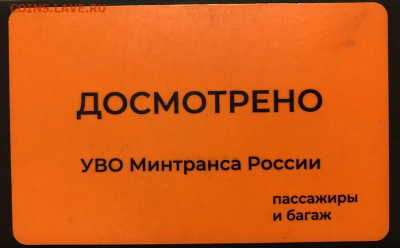 COINS.LAVE.RU
ДОСМОТРЕНО
УВО Минтранса России
пассажиры
и багаж